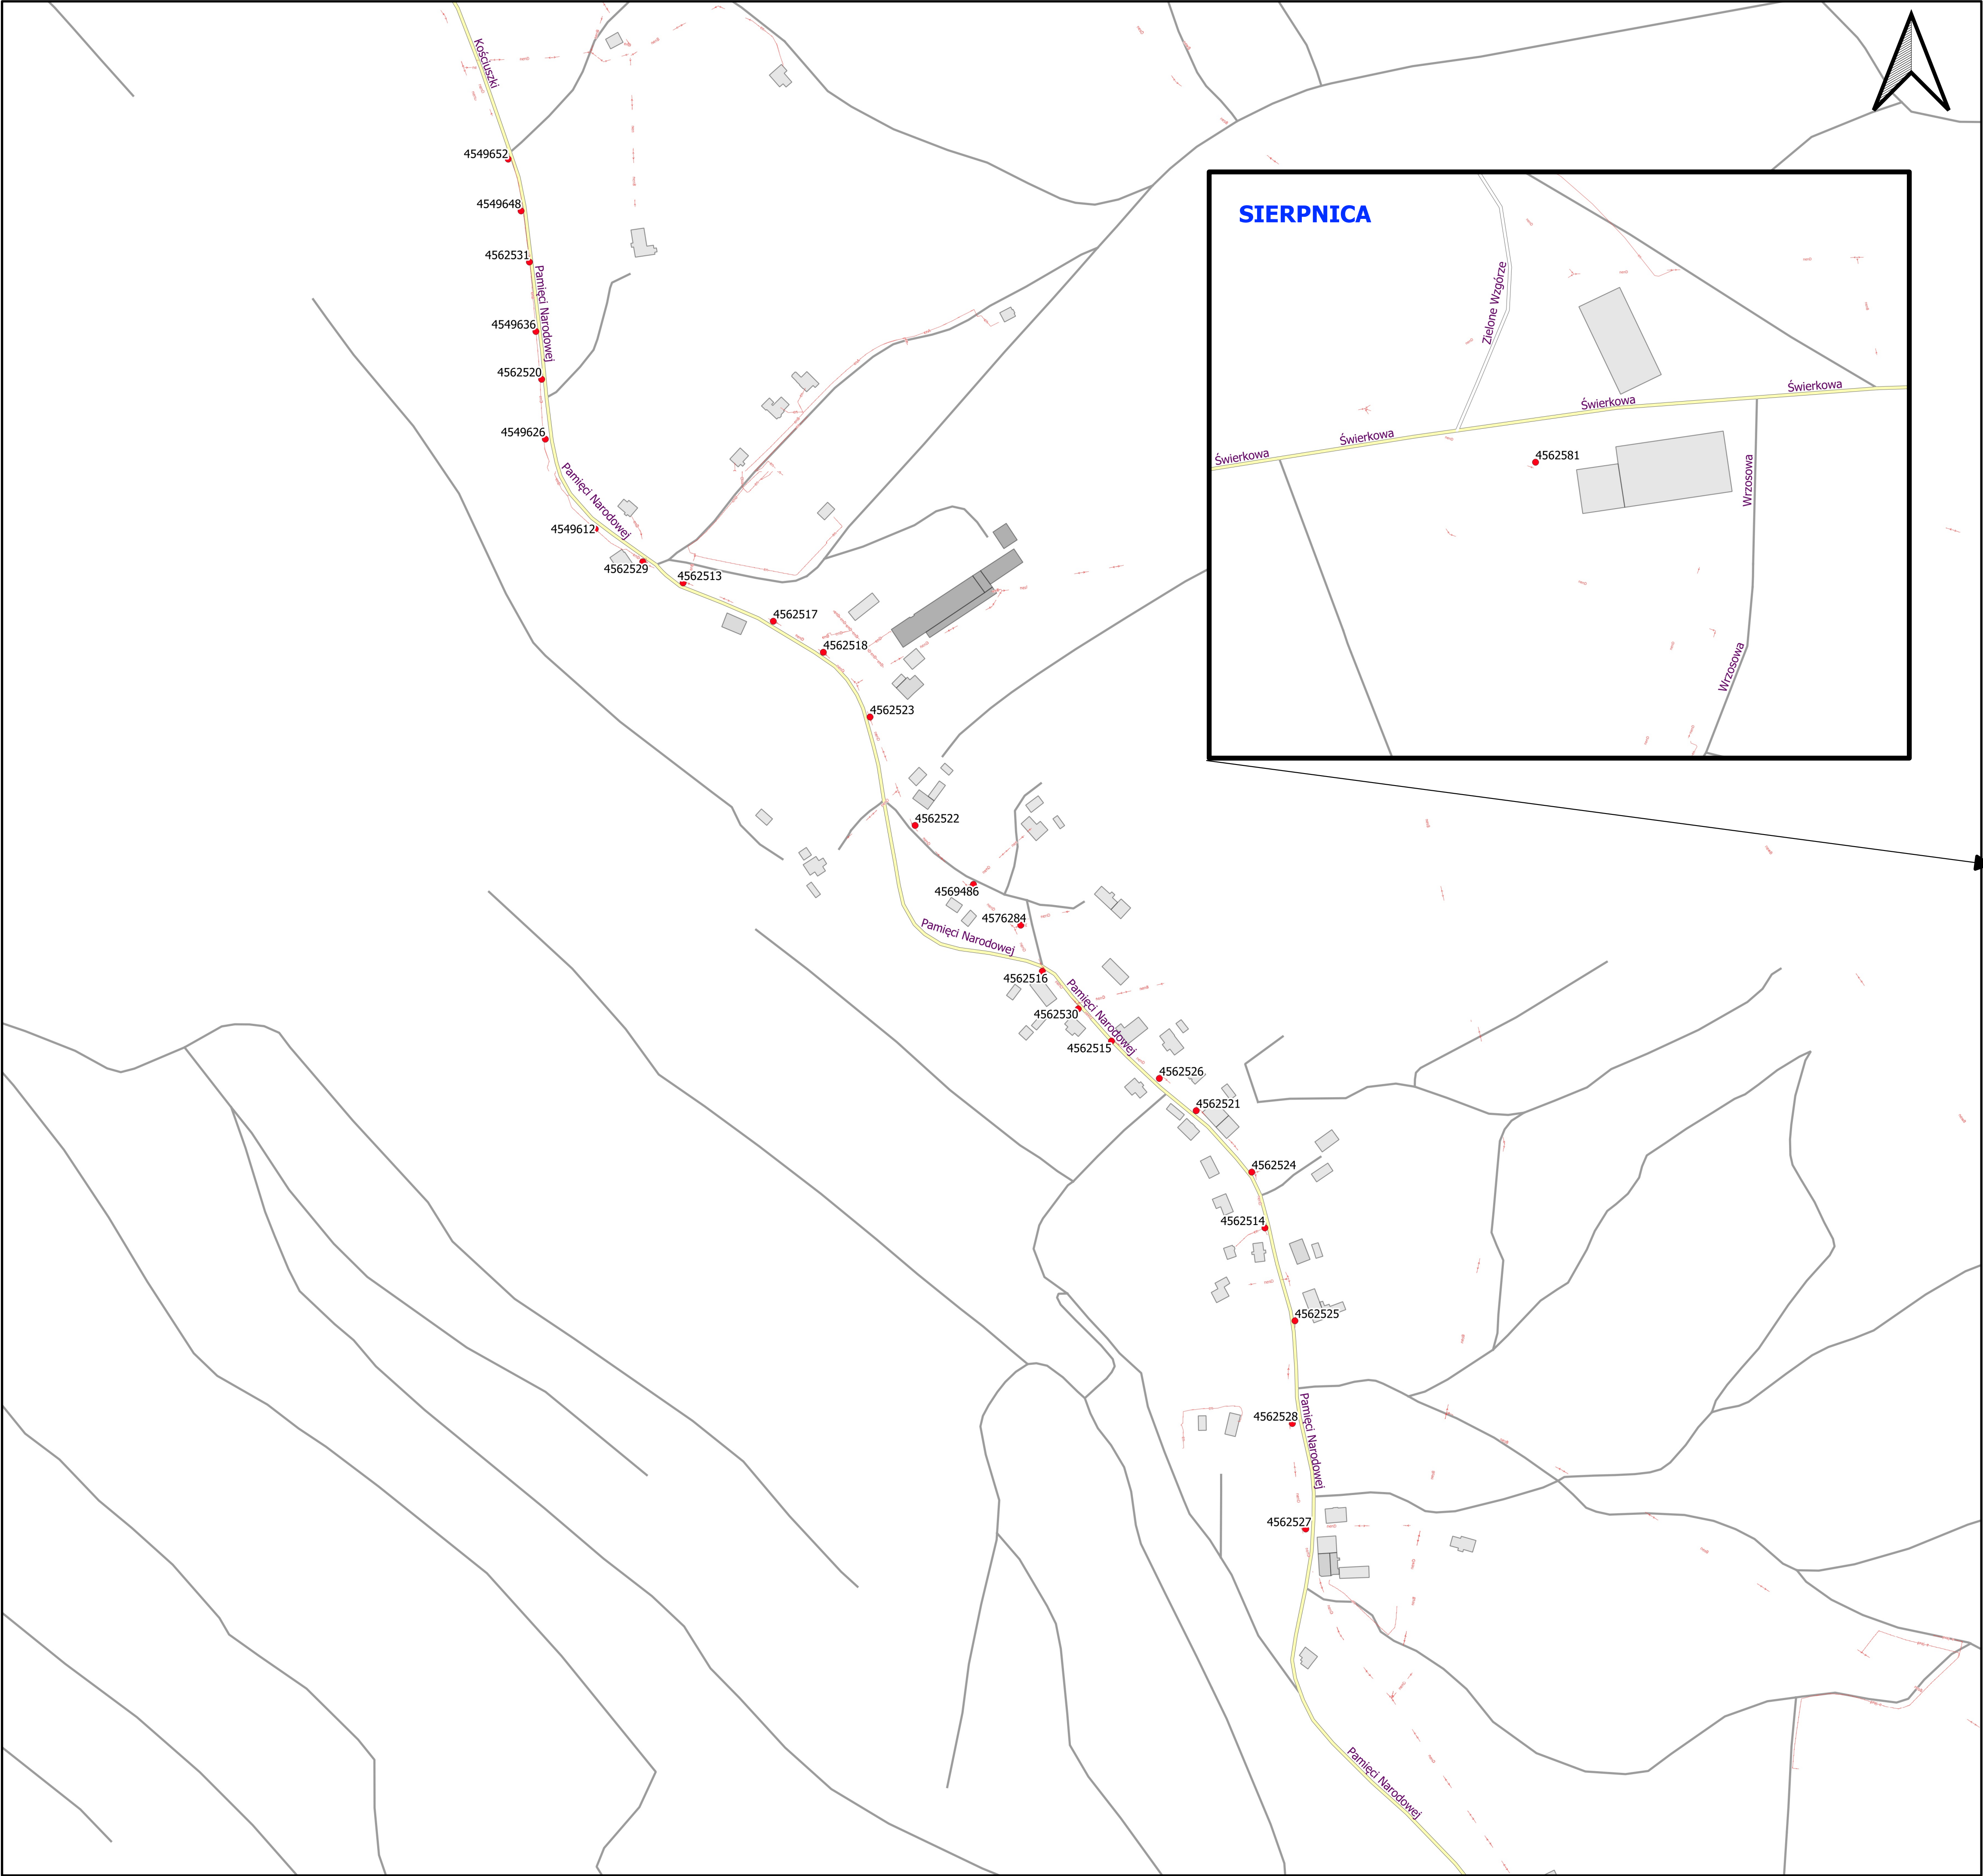 Kościuszki
4549652
SIERPNICA
4549648
4562531
Pamięci Narodowej
Zielone Wzgórze
4549636
4562520
Świerkowa
Świerkowa
Świerkowa
Świerkowa
4549626
4562581
Wrzosowa
Pamięci Narodowej
4549612
4562529
4562513
4562517
4562518
Wrzosowa
4562523
4562522
4569486
4576284
Pamięci Narodowej
4562516
Pamięci Narodowej
4562530
4562515
4562526
4562521
4562524
4562514
4562525
4562528
Pamięci Narodowej
4562527
Pamięci Narodowej